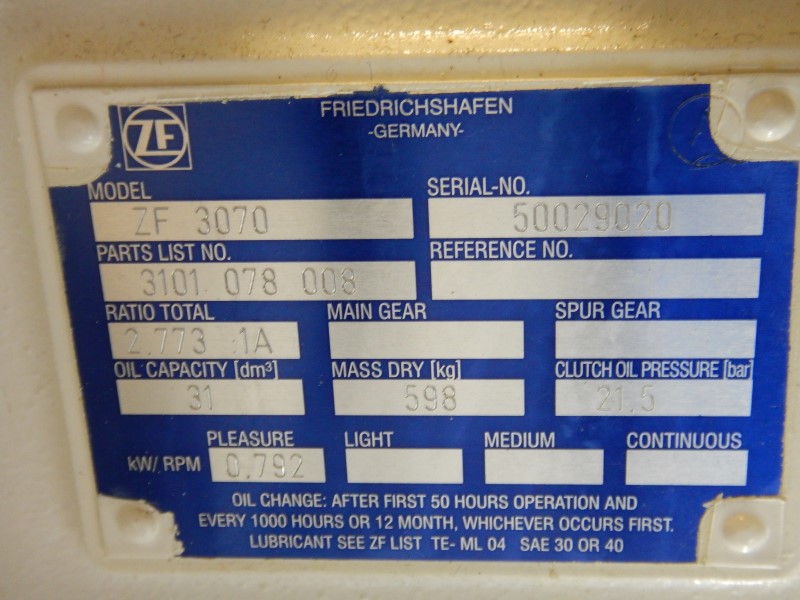 FRIEDRICHSHAFEN
-GERMANY-
ZF
MODEL SERIAL-NO.
ZF 3070 50029020
PARTS LIST NO. REFERENCE NO.
3101 078 008
RATIO TOTAL MAIN GEAR SPUR GEAR
2.773 :1A
OIL CAPACITY [dm³] MASS DRY [kg] CLUTCH OIL PRESSURE [bar]
31 598 21,5
PLEASURE LIGHT MEDIUM CONTINUOUS
kW/ RPM 0,792
OIL CHANGE: AFTER FIRST 50 HOURS OPERATION AND
EVERY 1000 HOURS OR 12 MONTH, WHICHEVER OCCURS FIRST.
LUBRICANT SEE ZF LIST TE- ML 04 SAE 30 OR 40